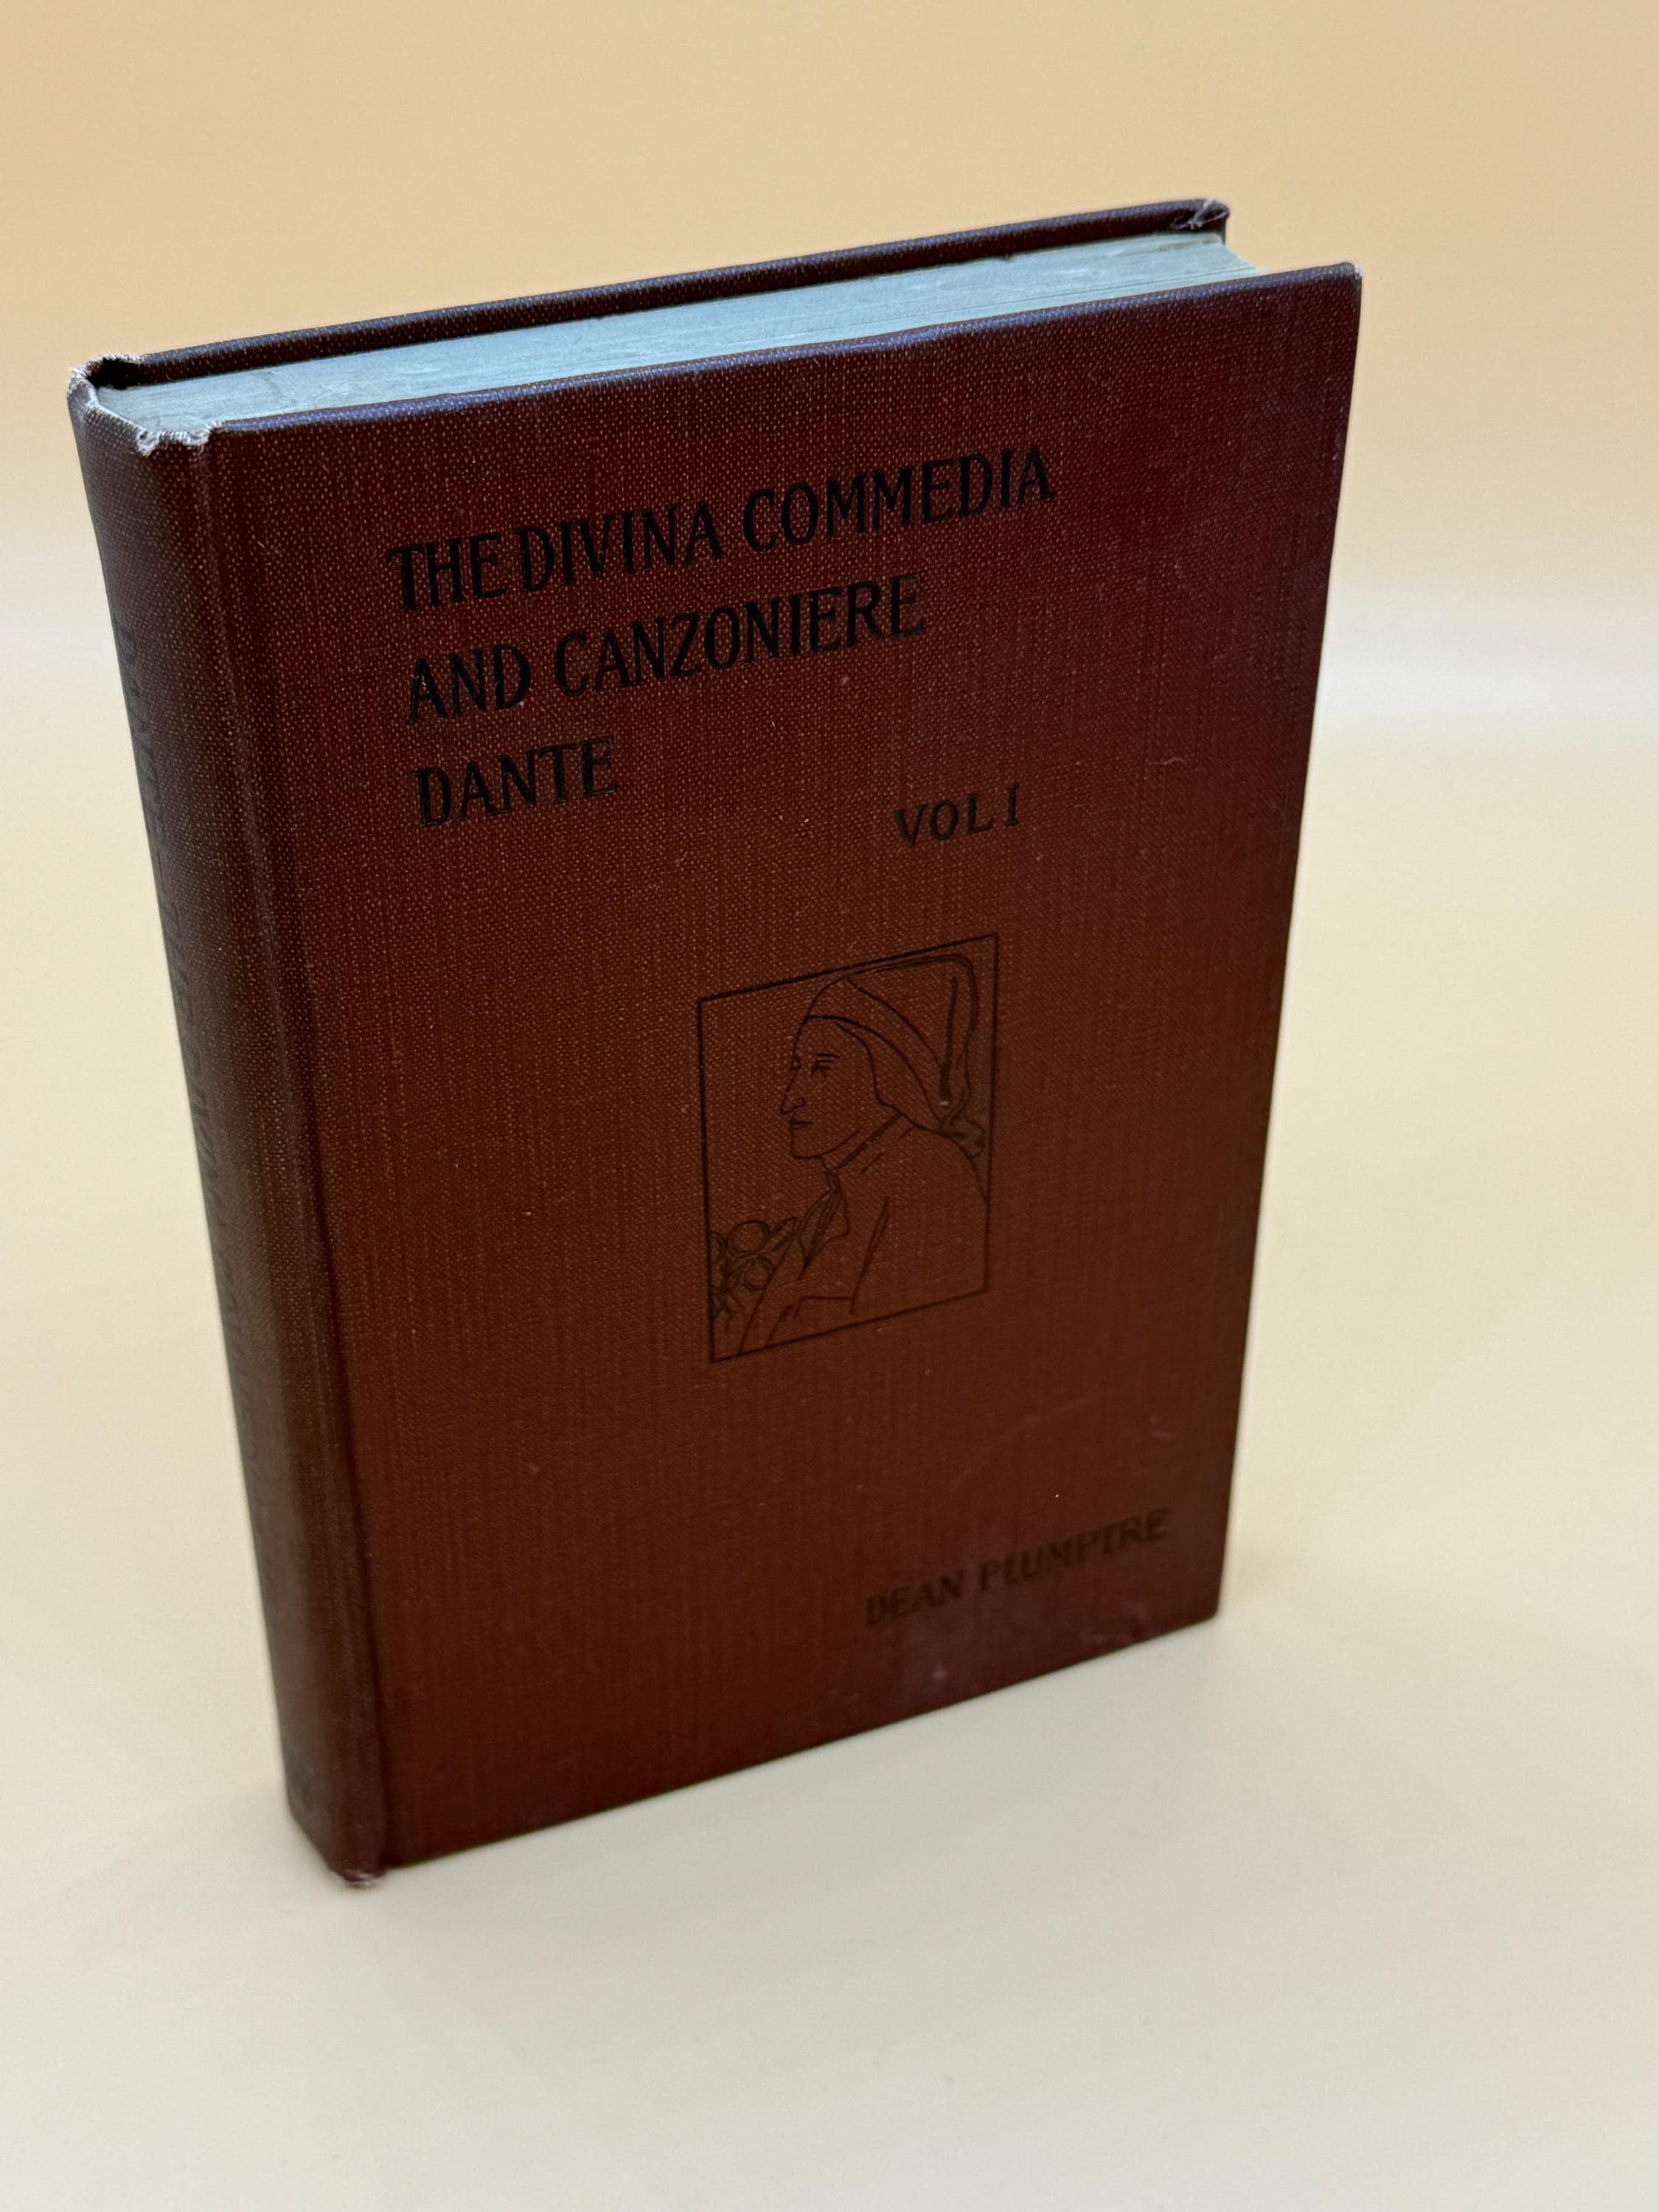 THE DIVINA COMMEDIA
AND CANZONIERE
DANTE
VOL I
DEAN PLUMPTRE